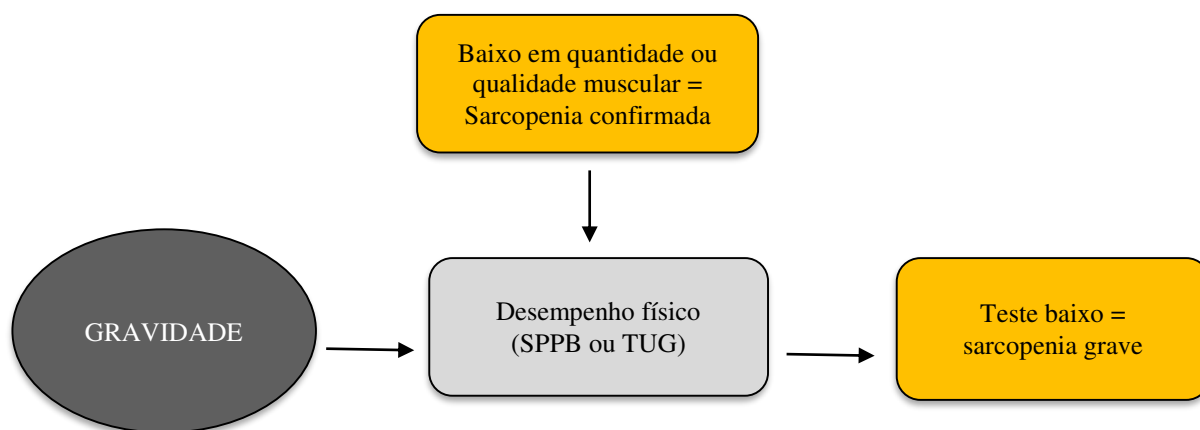 Baixo em quantidade ou
qualidade muscular =
Sarcopenia confirmada
GRAVIDADE
Desempenho físico
(SPPB ou TUG)
Teste baixo =
sarcopenia grave